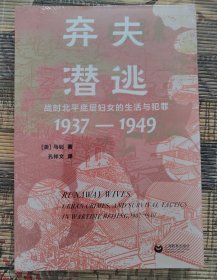 弃夫
潜逃
战时北平底层妇女的生活与犯罪
1937—1949
[美] 马钊 著
孔祥文 译
RUNAWAY WIVES,
URBAN CRIMES, AND SURVIVAL TACTICS
IN WARTIME BEIJING, 1937-1949